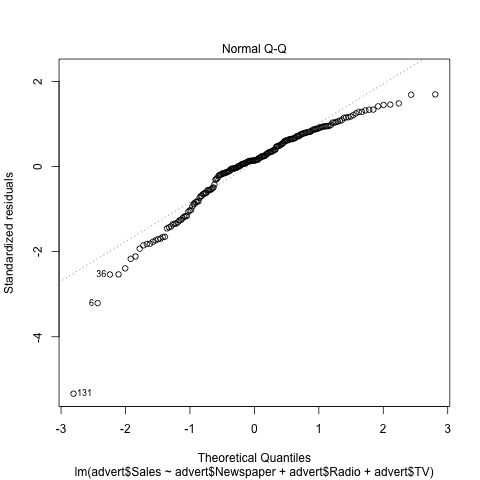 Normal Q-Q
2
0
-2
-4
Standardized residuals
36
6
131
-3 -2 -1 0 1 2 3
Theoretical Quantiles
lm(advert$Sales ~ advert$Newspaper + advert$Radio + advert$TV)